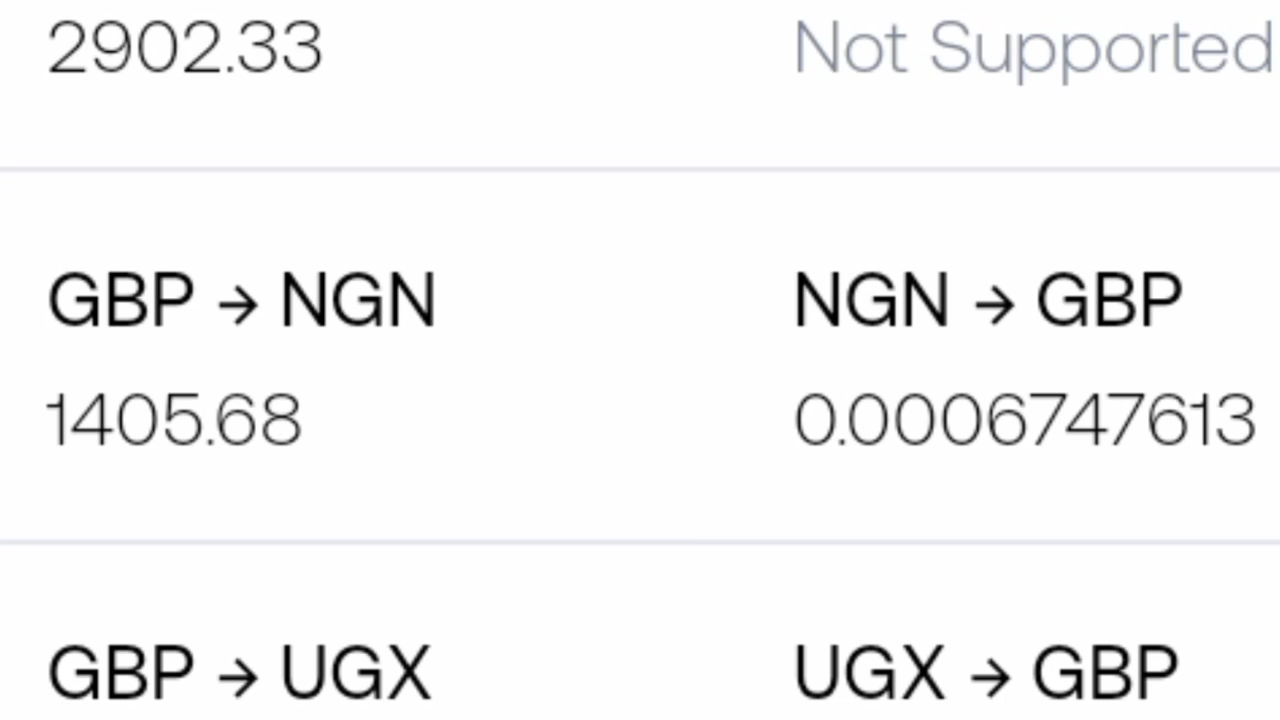 2902.33 Not Supported
GBP → NGN NGN → GBP
1405.68 0.0006747613
GBP → UGX UGX → GBP